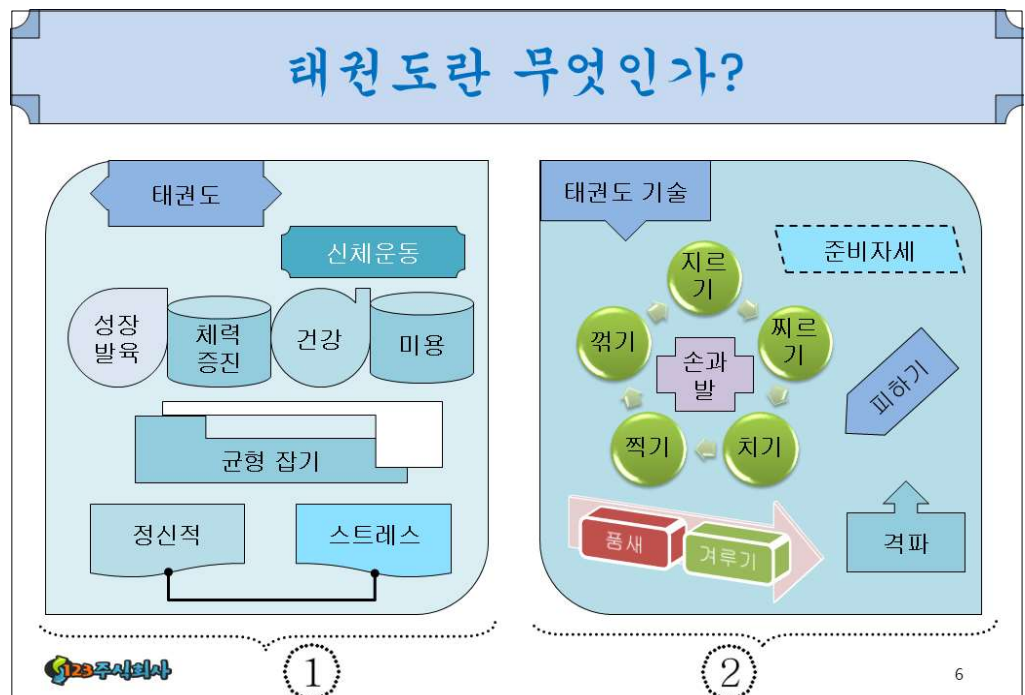 태권도란 무엇인가?
태권도
신체운동
성장
발육
체력
증진
건강
미용
균형 잡기
정신적
스트레스
태권도 기술
준비자세
지르
기
찌르
기
치기
찍기
꺾기
손과
발
피하기
품새
겨루기
격파
1
2
123주식회사
6